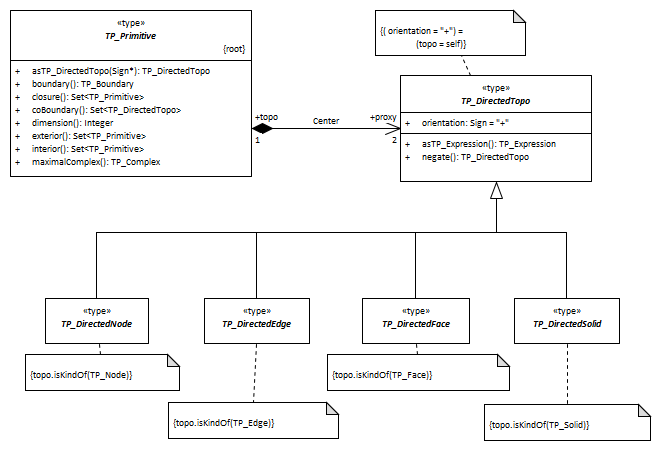 «type»
TP_Primitive
{root}
+ asTP_DirectedTopo(Sign*): TP_DirectedTopo
+ boundary(): TP_Boundary
+ closure(): Set<TP_Primitive>
+ coBoundary(): Set<TP_DirectedTopo>
+ dimension(): Integer
+ exterior(): Set<TP_Primitive>
+ interior(): Set<TP_Primitive>
+ maximalComplex(): TP_Complex
{( orientation = "+") =
(topo = self)}
+topo
1
Center
+proxy
2
«type»
TP_DirectedTopo
+ orientation: Sign = "+"
+ asTP_Expression(): TP_Expression
+ negate(): TP_DirectedTopo
«type»
TP_DirectedNode
«type»
TP_DirectedEdge
«type»
TP_DirectedFace
«type»
TP_DirectedSolid
{topo.isKindOf(TP_Node)}
{topo.isKindOf(TP_Edge)}
{topo.isKindOf(TP_Face)}
{topo.isKindOf(TP_Solid)}